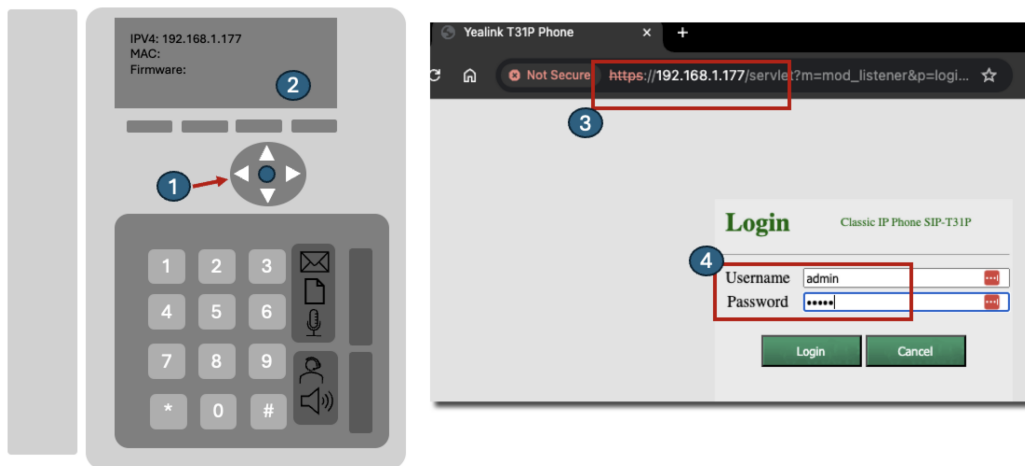 IPV4: 192.168.1.177
MAC:
Firmware:
2
1
1 2 3
4 5 6
7 8 9
* 0 #
Yealink T31P Phone
Not Secure https://192.168.1.177/servlet?m=mod_listener&p=logi...
3
Login Classic IP Phone SIP-T31P
4
Username admin
Password •••••
Login Cancel